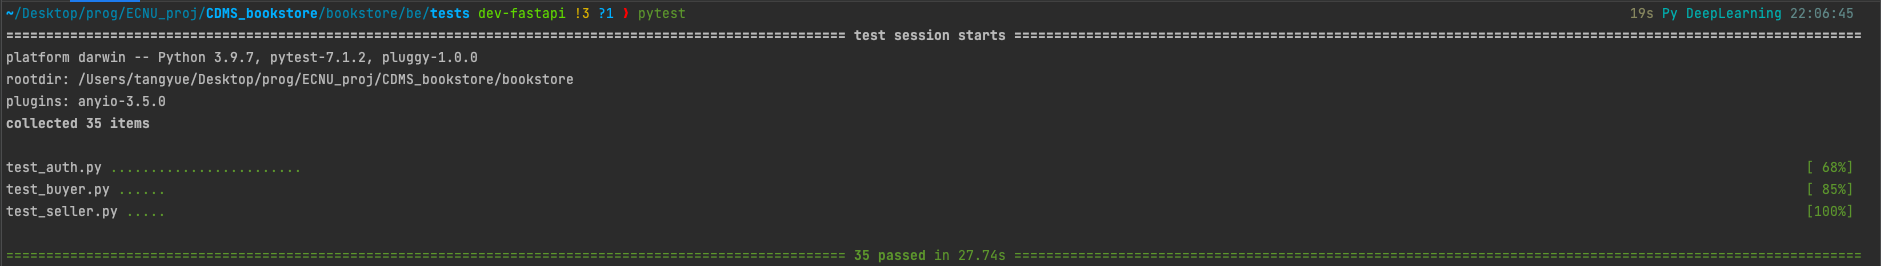 ~/Desktop/prog/ECNU_proj/CDMS_bookstore/bookstore/be/tests dev-fastapi !3 ?1 ❯ pytest 19s Py DeepLearning 22:06:45
========================================================================================================= test session starts ==========================================================================================================
platform darwin -- Python 3.9.7, pytest-7.1.2, pluggy-1.0.0
rootdir: /Users/tangyue/Desktop/prog/ECNU_proj/CDMS_bookstore/bookstore
plugins: anyio-3.5.0
collected 35 items
test_auth.py ........................ [ 68%]
test_buyer.py ...... [ 85%]
test_seller.py ..... [100%]
========================================================================================================= 35 passed in 27.74s ==========================================================================================================